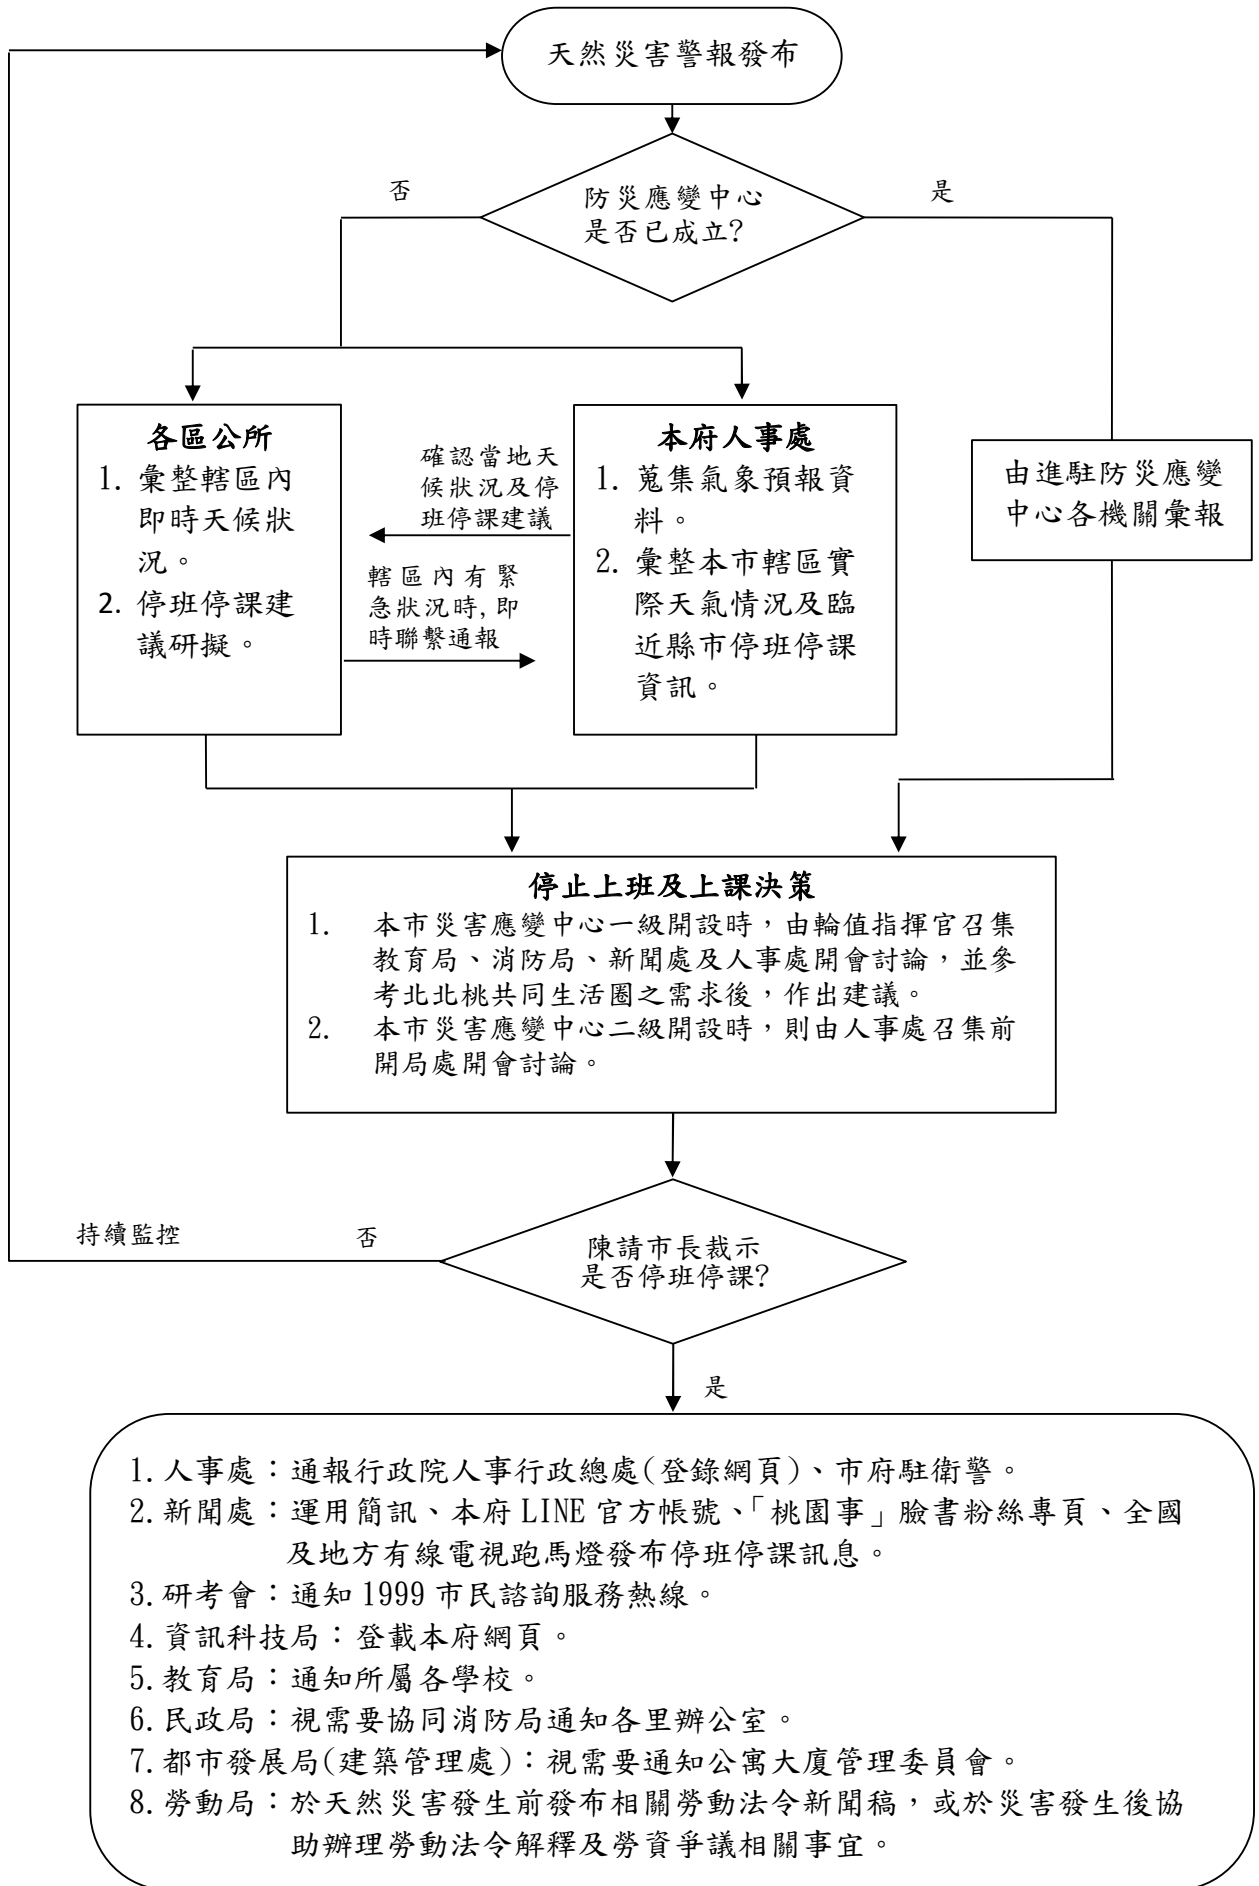 天然災害警報發布
否
防災應變中心
是否已成立?
是
各區公所
1. 彙整轄區內
即時天候狀
況。
2. 停班停課建
議研擬。
確認當地天
候狀況及停
班停課建議
轄區內有緊
急狀況時,即
時聯繫通報
本府人事處
1. 蒐集氣象預報資
料。
2. 彙整本市轄區實
際天氣情況及臨
近縣市停班停課
資訊。
由進駐防災應變
中心各機關彙報
停止上班及上課決策
1. 本市災害應變中心一級開設時，由輪值指揮官召集
教育局、消防局、新聞處及人事處開會討論，並參
考北北桃共同生活圈之需求後，作出建議。
2. 本市災害應變中心二級開設時，則由人事處召集前
開局處開會討論。
持續監控
否
陳請市長裁示
是否停班停課?
是
1. 人事處：通報行政院人事行政總處(登錄網頁)、市府駐衛警。
2. 新聞處：運用簡訊、本府 LINE 官方帳號、「桃園事」臉書粉絲專頁、全國
及地方有線電視跑馬燈發布停班停課訊息。
3. 研考會：通知 1999 市民諮詢服務熱線。
4. 資訊科技局：登載本府網頁。
5. 教育局：通知所屬各學校。
6. 民政局：視需要協同消防局通知各里辦公室。
7. 都市發展局(建築管理處)：視需要通知公寓大廈管理委員會。
8. 勞動局：於天然災害發生前發布相關勞動法令新聞稿，或於災害發生後協
助辦理勞動法令解釋及勞資爭議相關事宜。